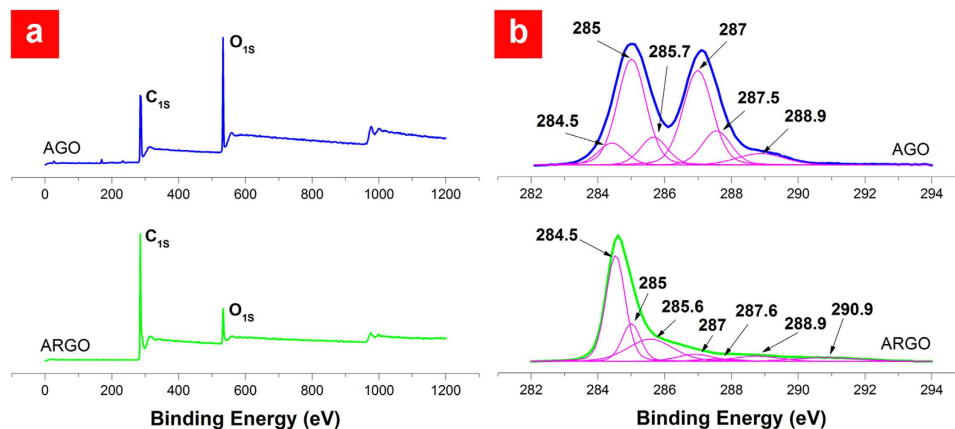 a
O1S
C1S
AGO
0 200 400 600 800 1000 1200
C1S
O1S
ARGO
0 200 400 600 800 1000 1200
Binding Energy (eV)
b
285
287
285.7
287.5
284.5
288.9
AGO
282 284 286 288 290 292 294
284.5
285
285.6
287
287.6
288.9
290.9
ARGO
282 284 286 288 290 292 294
Binding Energy (eV)